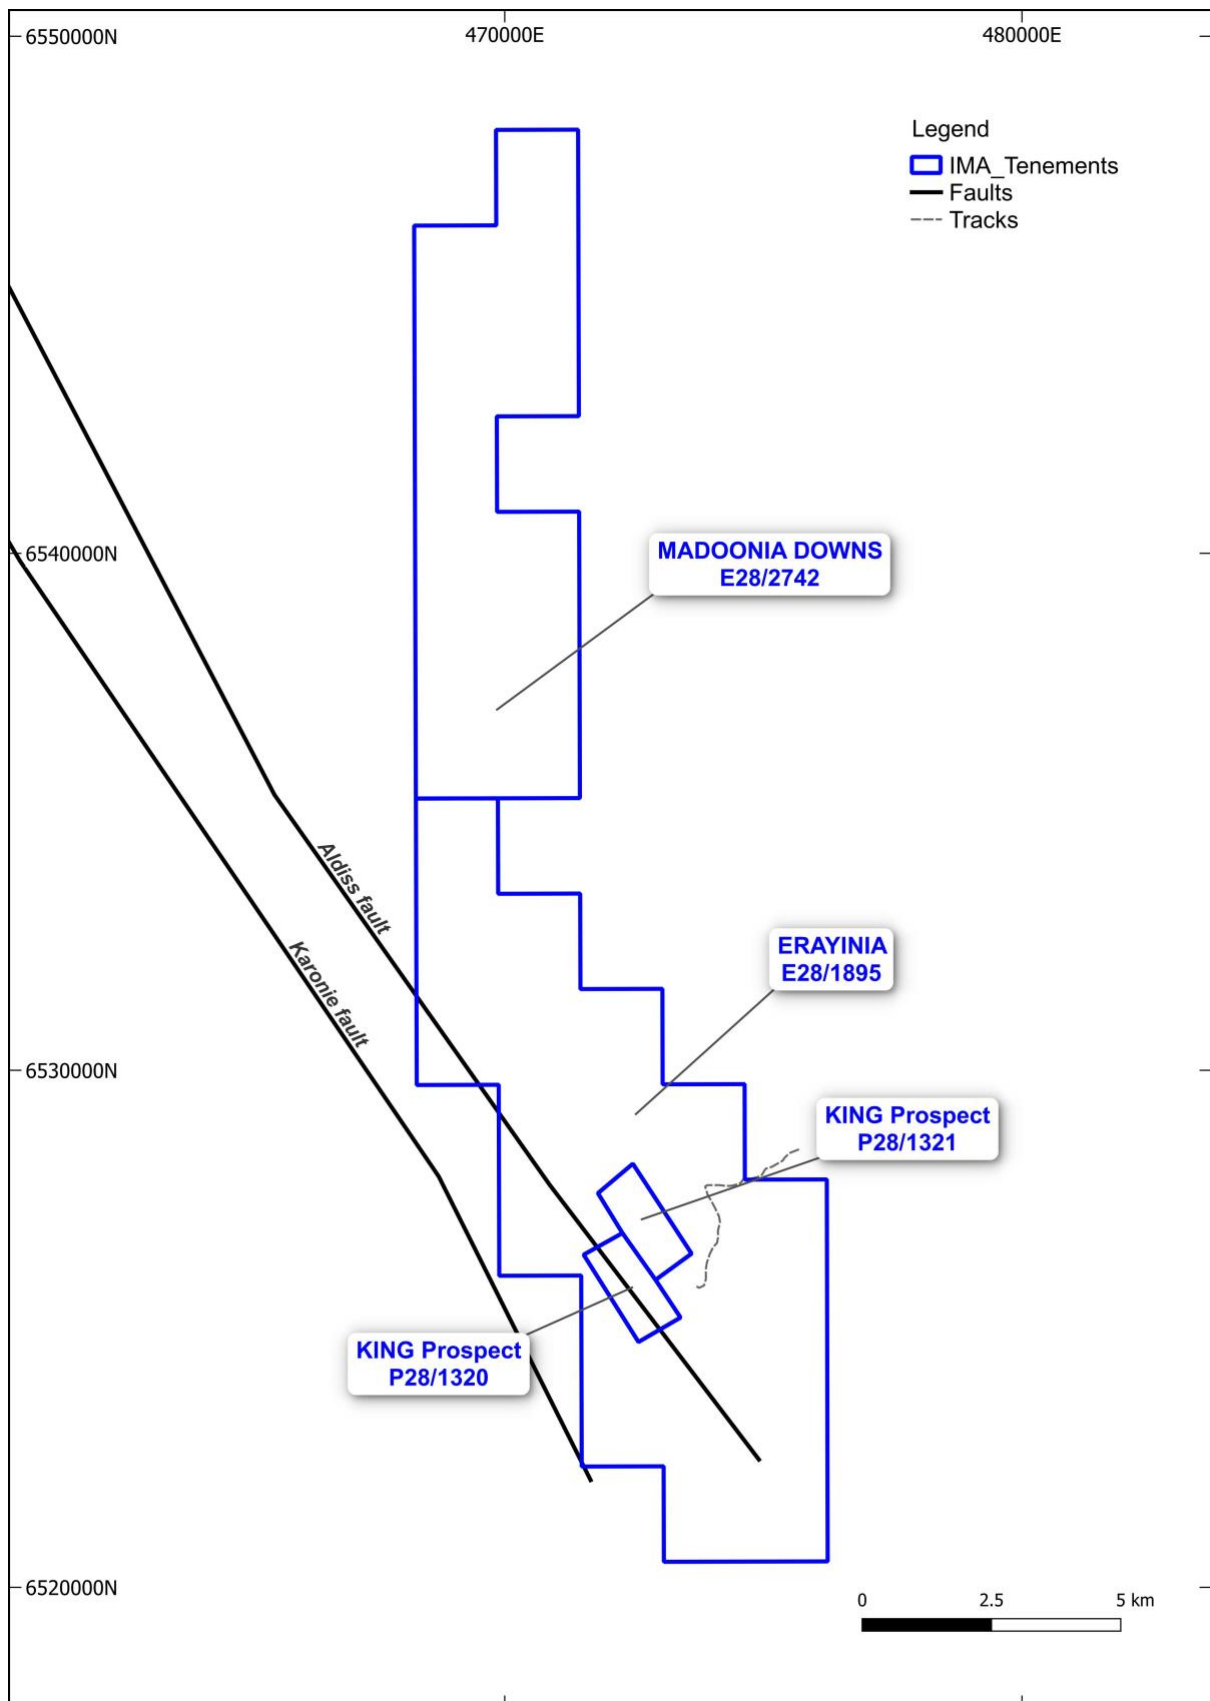 6550000N
470000E
480000E
Legend
IMA_Tenements
Faults
Tracks
6540000N
MADOONIA DOWNS
E28/2742
Aldiss fault
Karonie fault
ERAYINIA
E28/1895
6530000N
KING Prospect
P28/1321
KING Prospect
P28/1320
6520000N
0 2.5 5 km